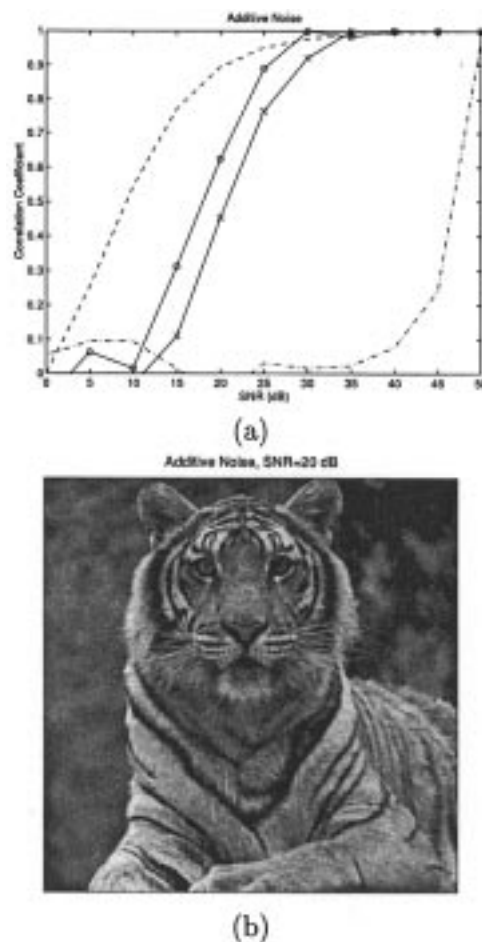 Additive Noise
1
0.9
0.8
0.7
0.6
0.5
0.4
0.3
0.2
0.1
0
Correlation Coefficient
5 10 15 20 25 30 35 40 45 50
SNR (dB)
(a)
Additive Noise, SNR=20 dB
(b)